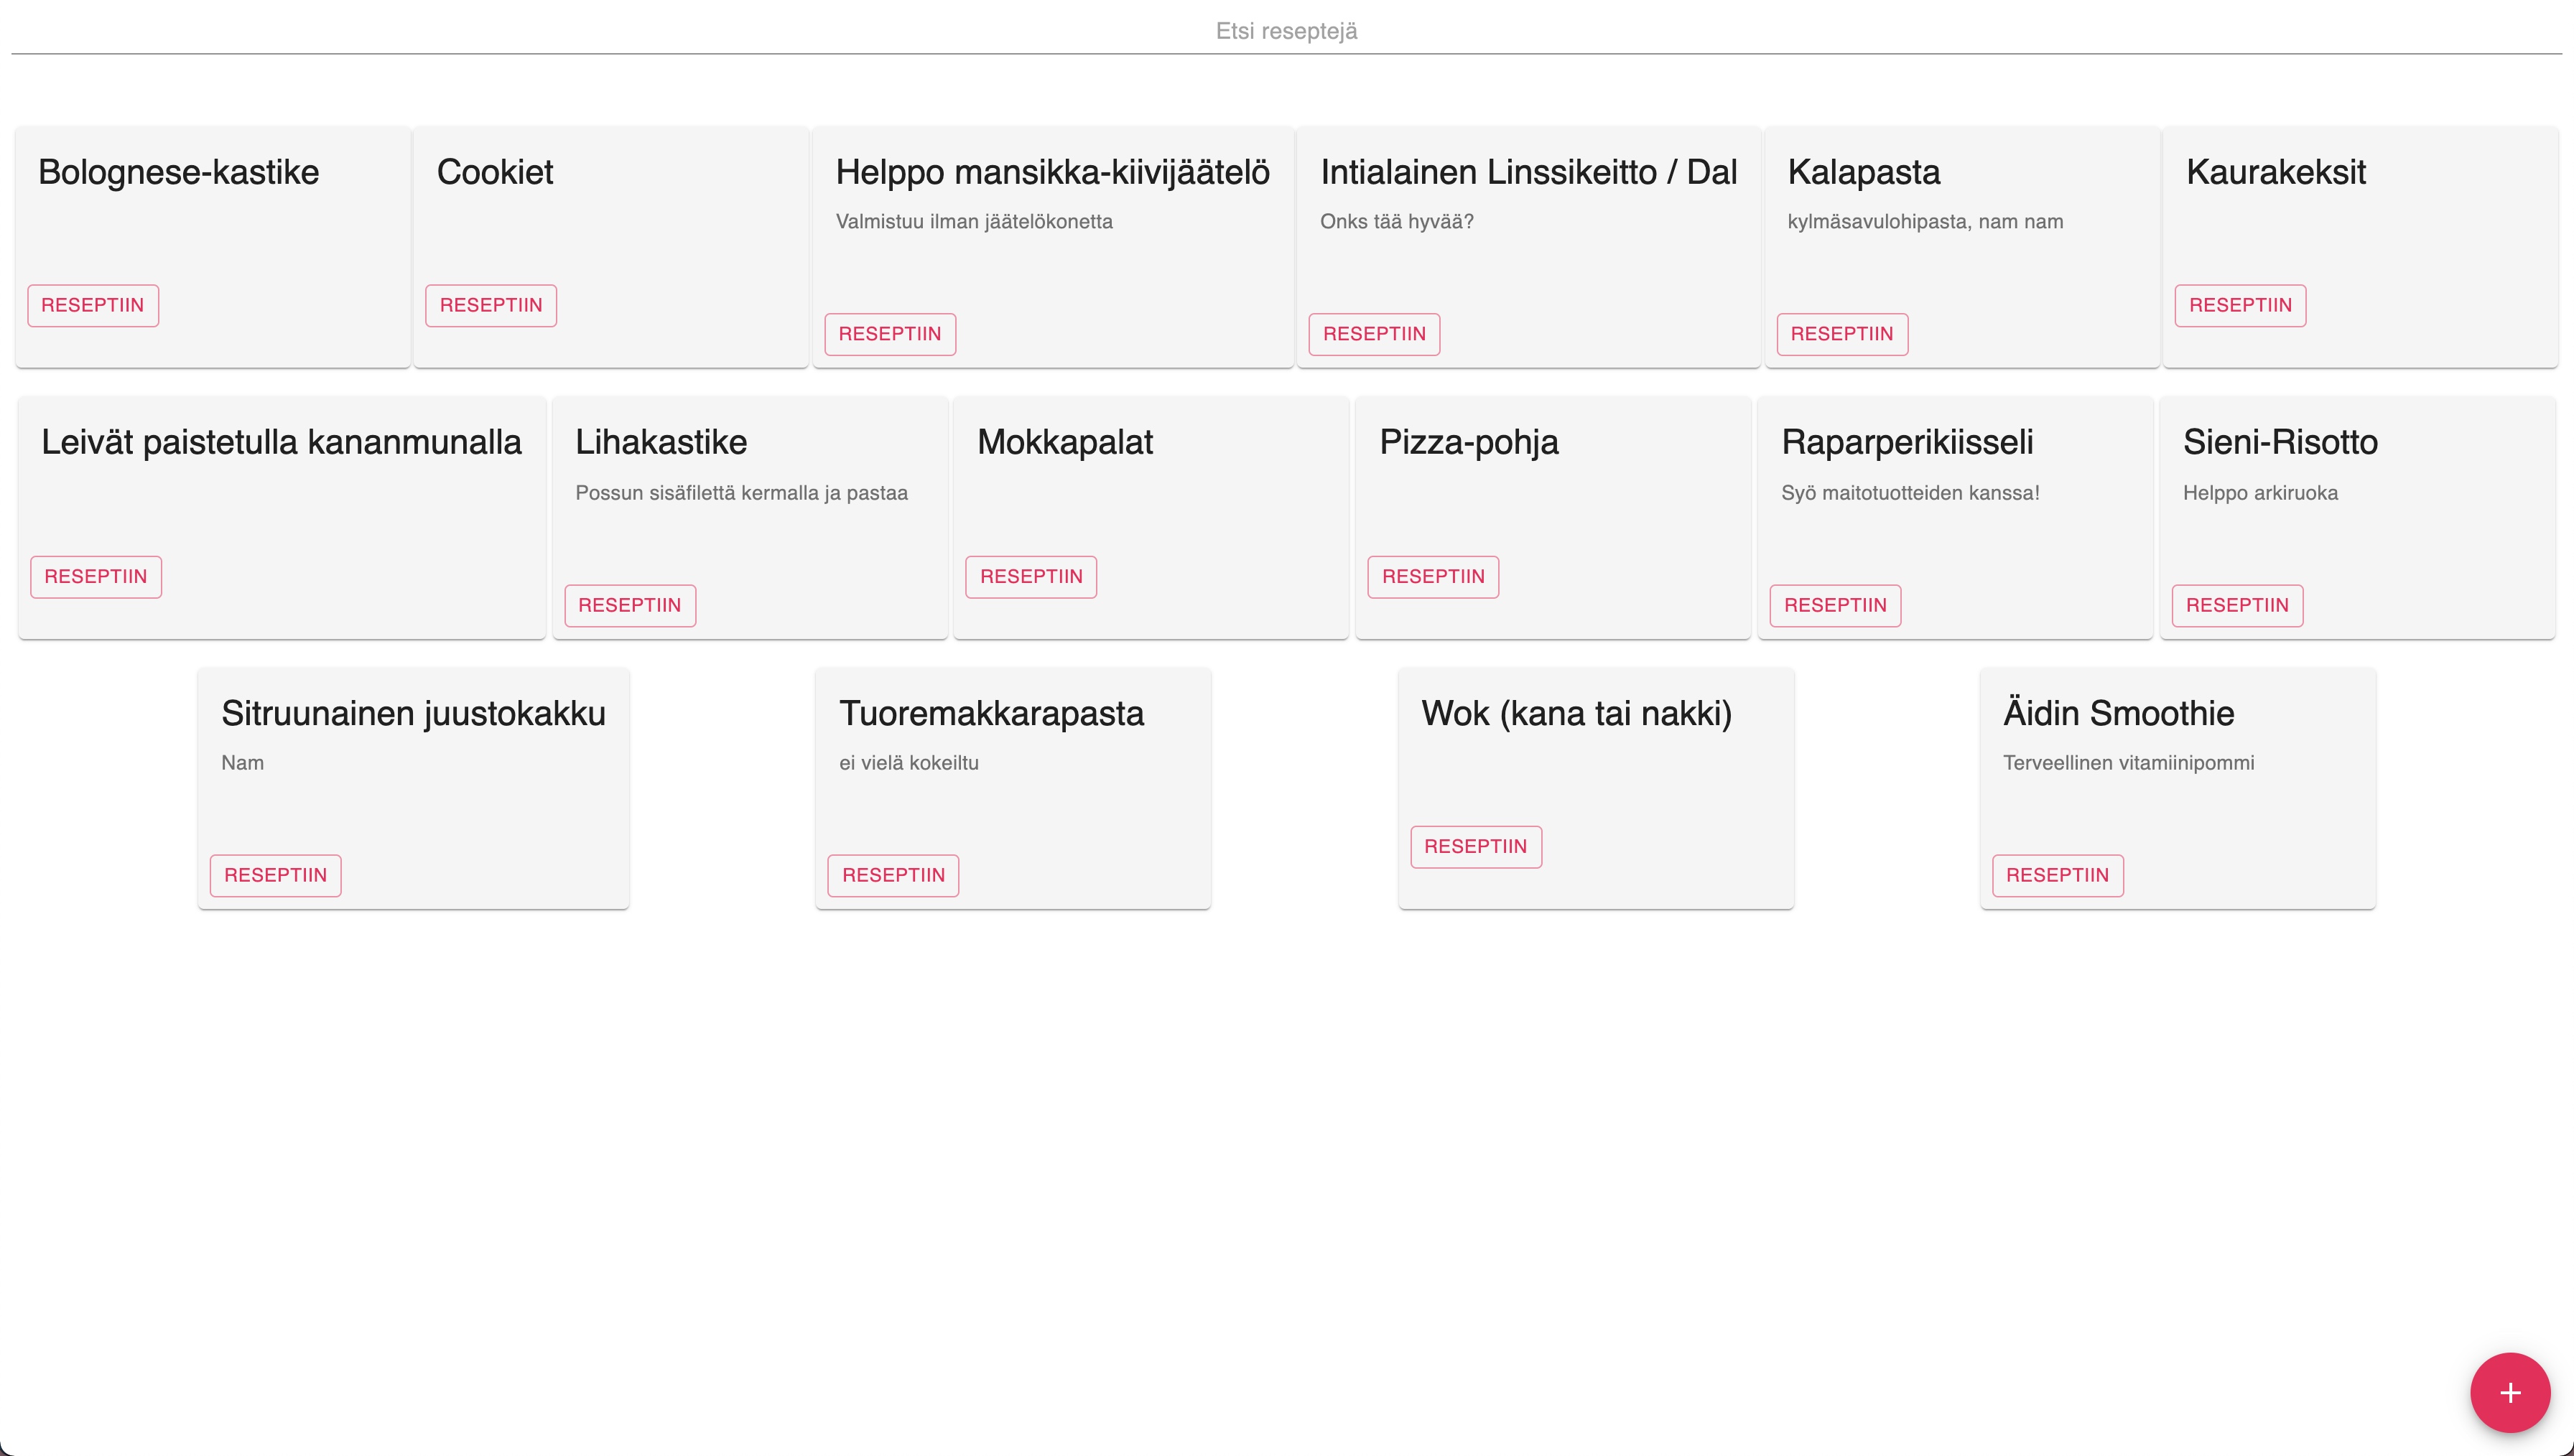 Etsi reseptejä
Bolognese-kastike
RESEPTIIN
Cookiet
RESEPTIIN
Helppo mansikka-kiivijäätelö
Valmistuu ilman jäätelökonetta
RESEPTIIN
Intialainen Linssikeitto / Dal
Onks tää hyvää?
RESEPTIIN
Kalapasta
kylmäsavulohipasta, nam nam
RESEPTIIN
Kaurakeksit
RESEPTIIN
Leivät paistetulla kananmunalla
RESEPTIIN
Lihakastike
Possun sisäfilettä kermalla ja pastaa
RESEPTIIN
Mokkapalat
RESEPTIIN
Pizza-pohja
RESEPTIIN
Raparperikiisseli
Syö maitotuotteiden kanssa!
RESEPTIIN
Sieni-Risotto
Helppo arkiruoka
RESEPTIIN
Sitruunainen juustokakku
Nam
RESEPTIIN
Tuoremakkarapasta
ei vielä kokeiltu
RESEPTIIN
Wok (kana tai nakki)
RESEPTIIN
Äidin Smoothie
Terveellinen vitamiinipommi
RESEPTIIN
+